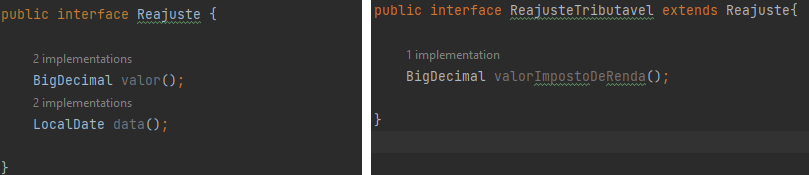 public interface Reajuste {
2 implementations
BigDecimal valor();
2 implementations
LocalDate data();
}
public interface ReajusteTributavel extends Reajuste{
1 implementation
BigDecimal valorImpostoDeRenda();
}